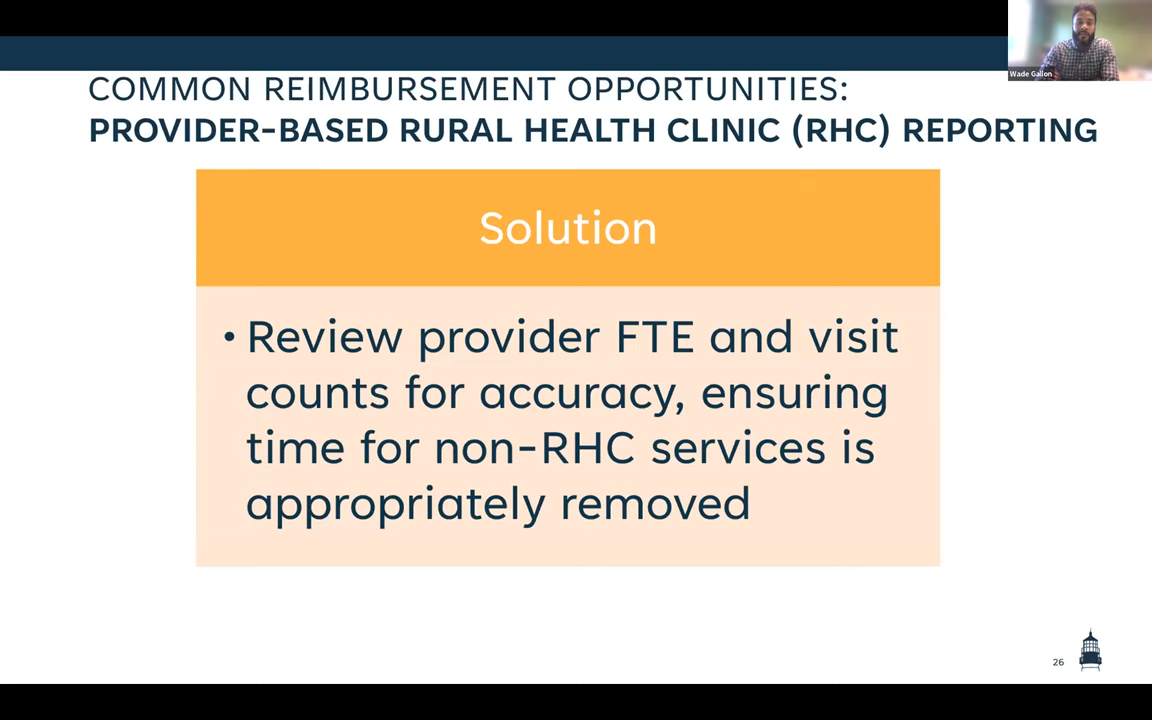 Wade Gallon
COMMON REIMBURSEMENT OPPORTUNITIES:
PROVIDER-BASED RURAL HEALTH CLINIC (RHC) REPORTING
Solution
• Review provider FTE and visit
counts for accuracy, ensuring
time for non-RHC services is
appropriately removed
26